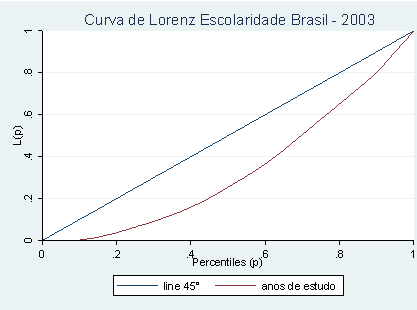 Curva de Lorenz Escolaridade Brasil - 2003
L(p)
1
.8
.6
.4
.2
0
0 .2 .4 .6 .8 1
Percentiles (p)
line 45° anos de estudo